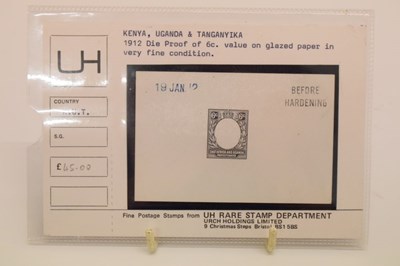 KENYA, UGANDA & TANGANYIKA
1912 Die Proof of 6c. value on glazed paper in
very fine condition.
UH
19 JAN 12
BEFORE
HARDENING
COUNTRY
K.U.T.
S.G.
£45.00
Fine Postage Stamps from UH RARE STAMP DEPARTMENT
URCH HOLDINGS LIMITED
9 Christmas Steps Bristol BS1 5BS